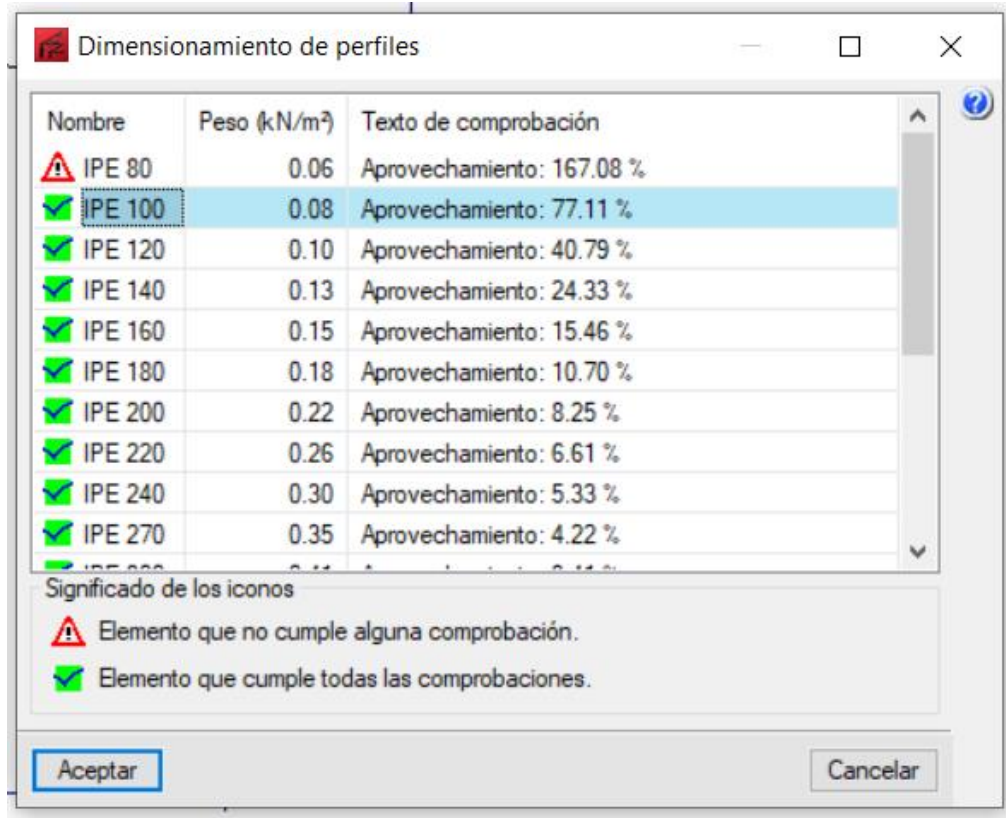 Dimensionamiento de perfiles
Nombre Peso (kN/m²) Texto de comprobación
IPE 80 0.06 Aprovechamiento: 167.08 %
IPE 100 0.08 Aprovechamiento: 77.11 %
IPE 120 0.10 Aprovechamiento: 40.79 %
IPE 140 0.13 Aprovechamiento: 24.33 %
IPE 160 0.15 Aprovechamiento: 15.46 %
IPE 180 0.18 Aprovechamiento: 10.70 %
IPE 200 0.22 Aprovechamiento: 8.25 %
IPE 220 0.26 Aprovechamiento: 6.61 %
IPE 240 0.30 Aprovechamiento: 5.33 %
IPE 270 0.35 Aprovechamiento: 4.22 %
Significado de los iconos
Elemento que no cumple alguna comprobación.
Elemento que cumple todas las comprobaciones.
Aceptar Cancelar